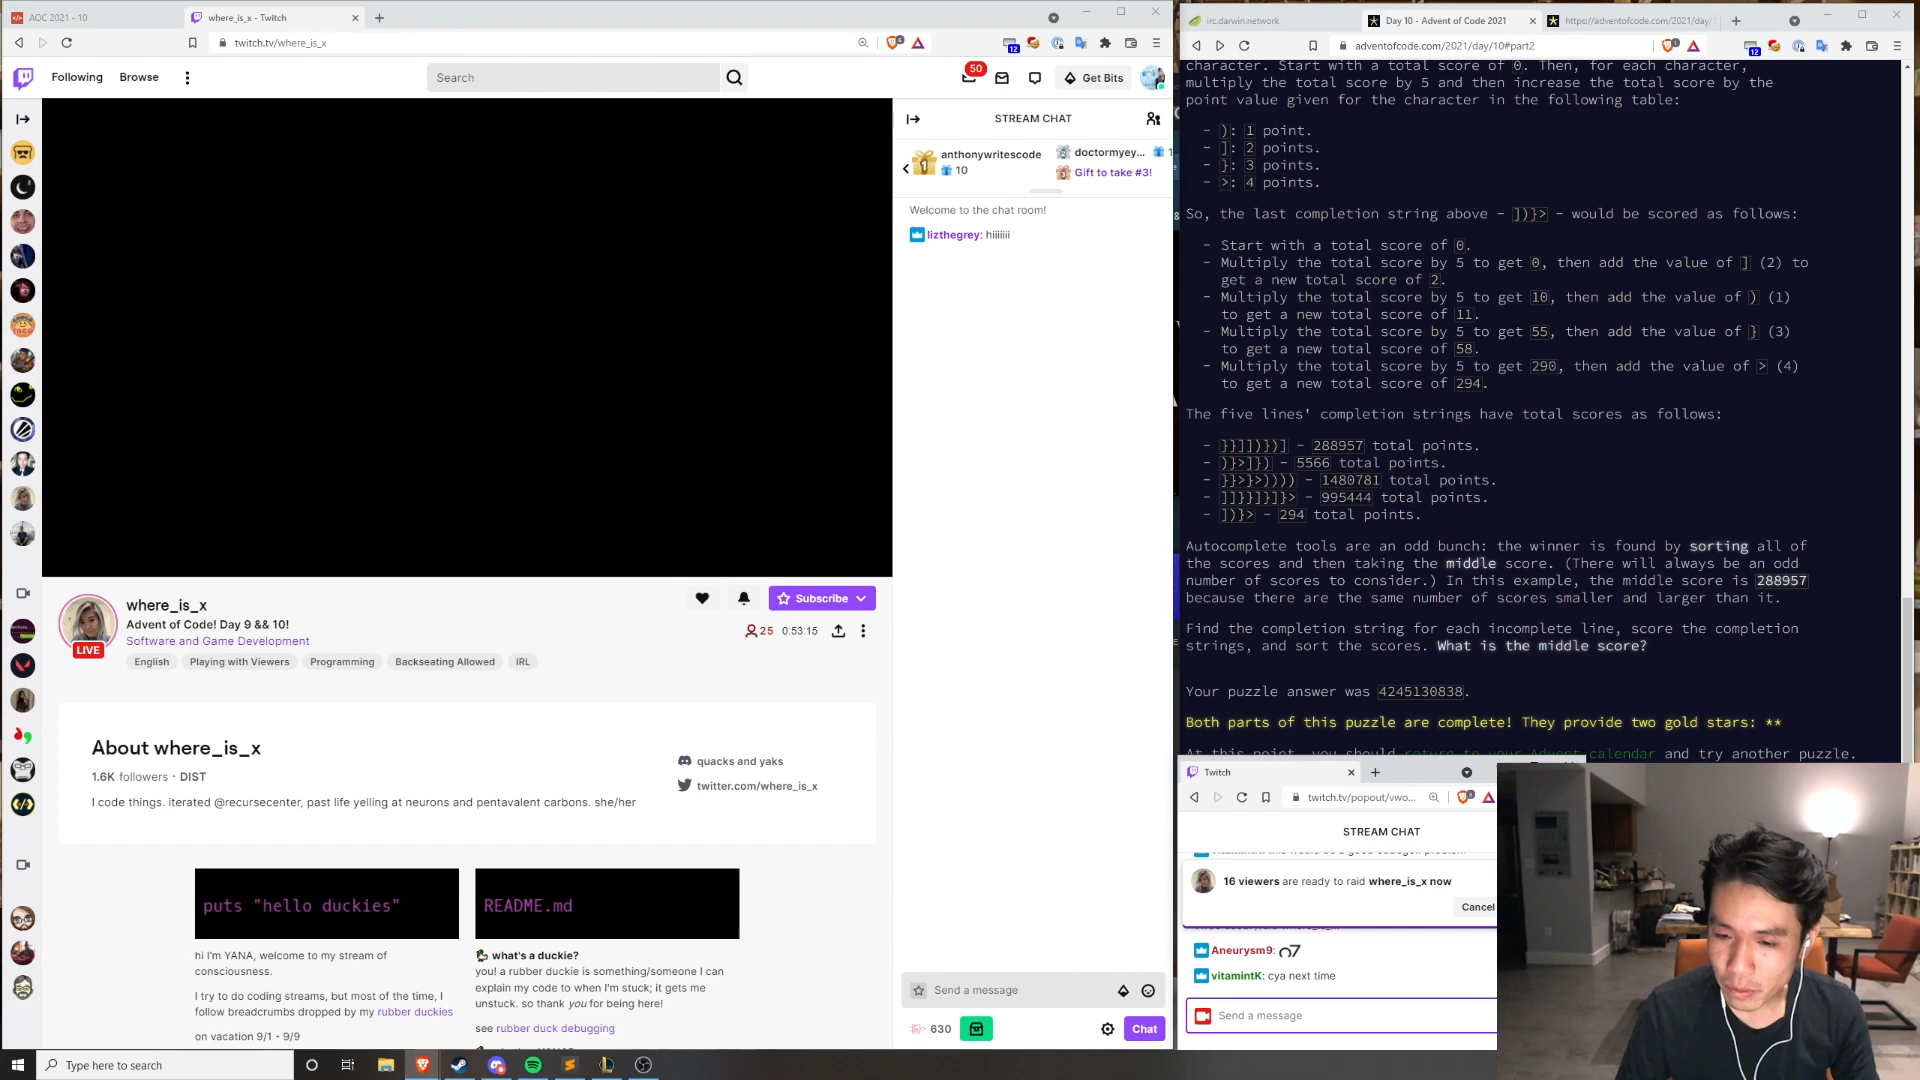 AOC 2021 - 10
where_is_x - Twitch
twitch.tv/where_is_x
Following
Browse
Search
50
Get Bits
12
STREAM CHAT
anthonywritescode
10
doctormyey...
Gift to take #3!
Welcome to the chat room!
lizthegrey: hiiiiiii
where_is_x
Advent of Code! Day 9 && 10!
Software and Game Development
English
Playing with Viewers
Programming
Backseating Allowed
IRL
LIVE
Subscribe
25
0:53:15
About where_is_x
1.6K followers · DIST
I code things. iterated @recursecenter, past life yelling at neurons and pentavalent carbons. she/her
quacks and yaks
twitter.com/where_is_x
puts "hello duckies"
README.md
hi I'm YANA, welcome to my stream of
consciousness.
I try to do coding streams, but most of the time, I
follow breadcrumbs dropped by my rubber duckies
on vacation 9/1 - 9/9
what's a duckie?
you! a rubber duckie is something/someone I can
explain my code to when I'm stuck; it gets me
unstuck. so thank you for being here!
see rubber duck debugging
Send a message
630
Chat
Type here to search
irc.darwin.network
Day 10 - Advent of Code 2021
https://adventofcode.com/2021/day/
adventofcode.com/2021/day/10#part2
12
character. Start with a total score of 0. Then, for each character,
multiply the total score by 5 and then increase the total score by the
point value given for the character in the following table:
- ): 1 point.
- ]: 2 points.
- }: 3 points.
- >: 4 points.
So, the last completion string above - ])}> - would be scored as follows:
- Start with a total score of 0.
- Multiply the total score by 5 to get 0, then add the value of ] (2) to
get a new total score of 2.
- Multiply the total score by 5 to get 10, then add the value of ) (1)
to get a new total score of 11.
- Multiply the total score by 5 to get 55, then add the value of } (3)
to get a new total score of 58.
- Multiply the total score by 5 to get 290, then add the value of > (4)
to get a new total score of 294.
The five lines' completion strings have total scores as follows:
- }}]])})] - 288957 total points.
- )}>]}) - 5566 total points.
- }}>}>)))) - 1480781 total points.
- ]]}}]}]}> - 995444 total points.
- ])}> - 294 total points.
Autocomplete tools are an odd bunch: the winner is found by sorting all of
the scores and then taking the middle score. (There will always be an odd
number of scores to consider.) In this example, the middle score is 288957
because there are the same number of scores smaller and larger than it.
Find the completion string for each incomplete line, score the completion
strings, and sort the scores. What is the middle score?
Your puzzle answer was 4245130838.
Both parts of this puzzle are complete! They provide two gold stars: **
At this point, you should return to your Advent calendar and try another puzzle.
Twitch
twitch.tv/popout/vwo...
STREAM CHAT
16 viewers are ready to raid where_is_x now
Cancel
Aneurysm9: o7
vitamintK: cya next time
Send a message